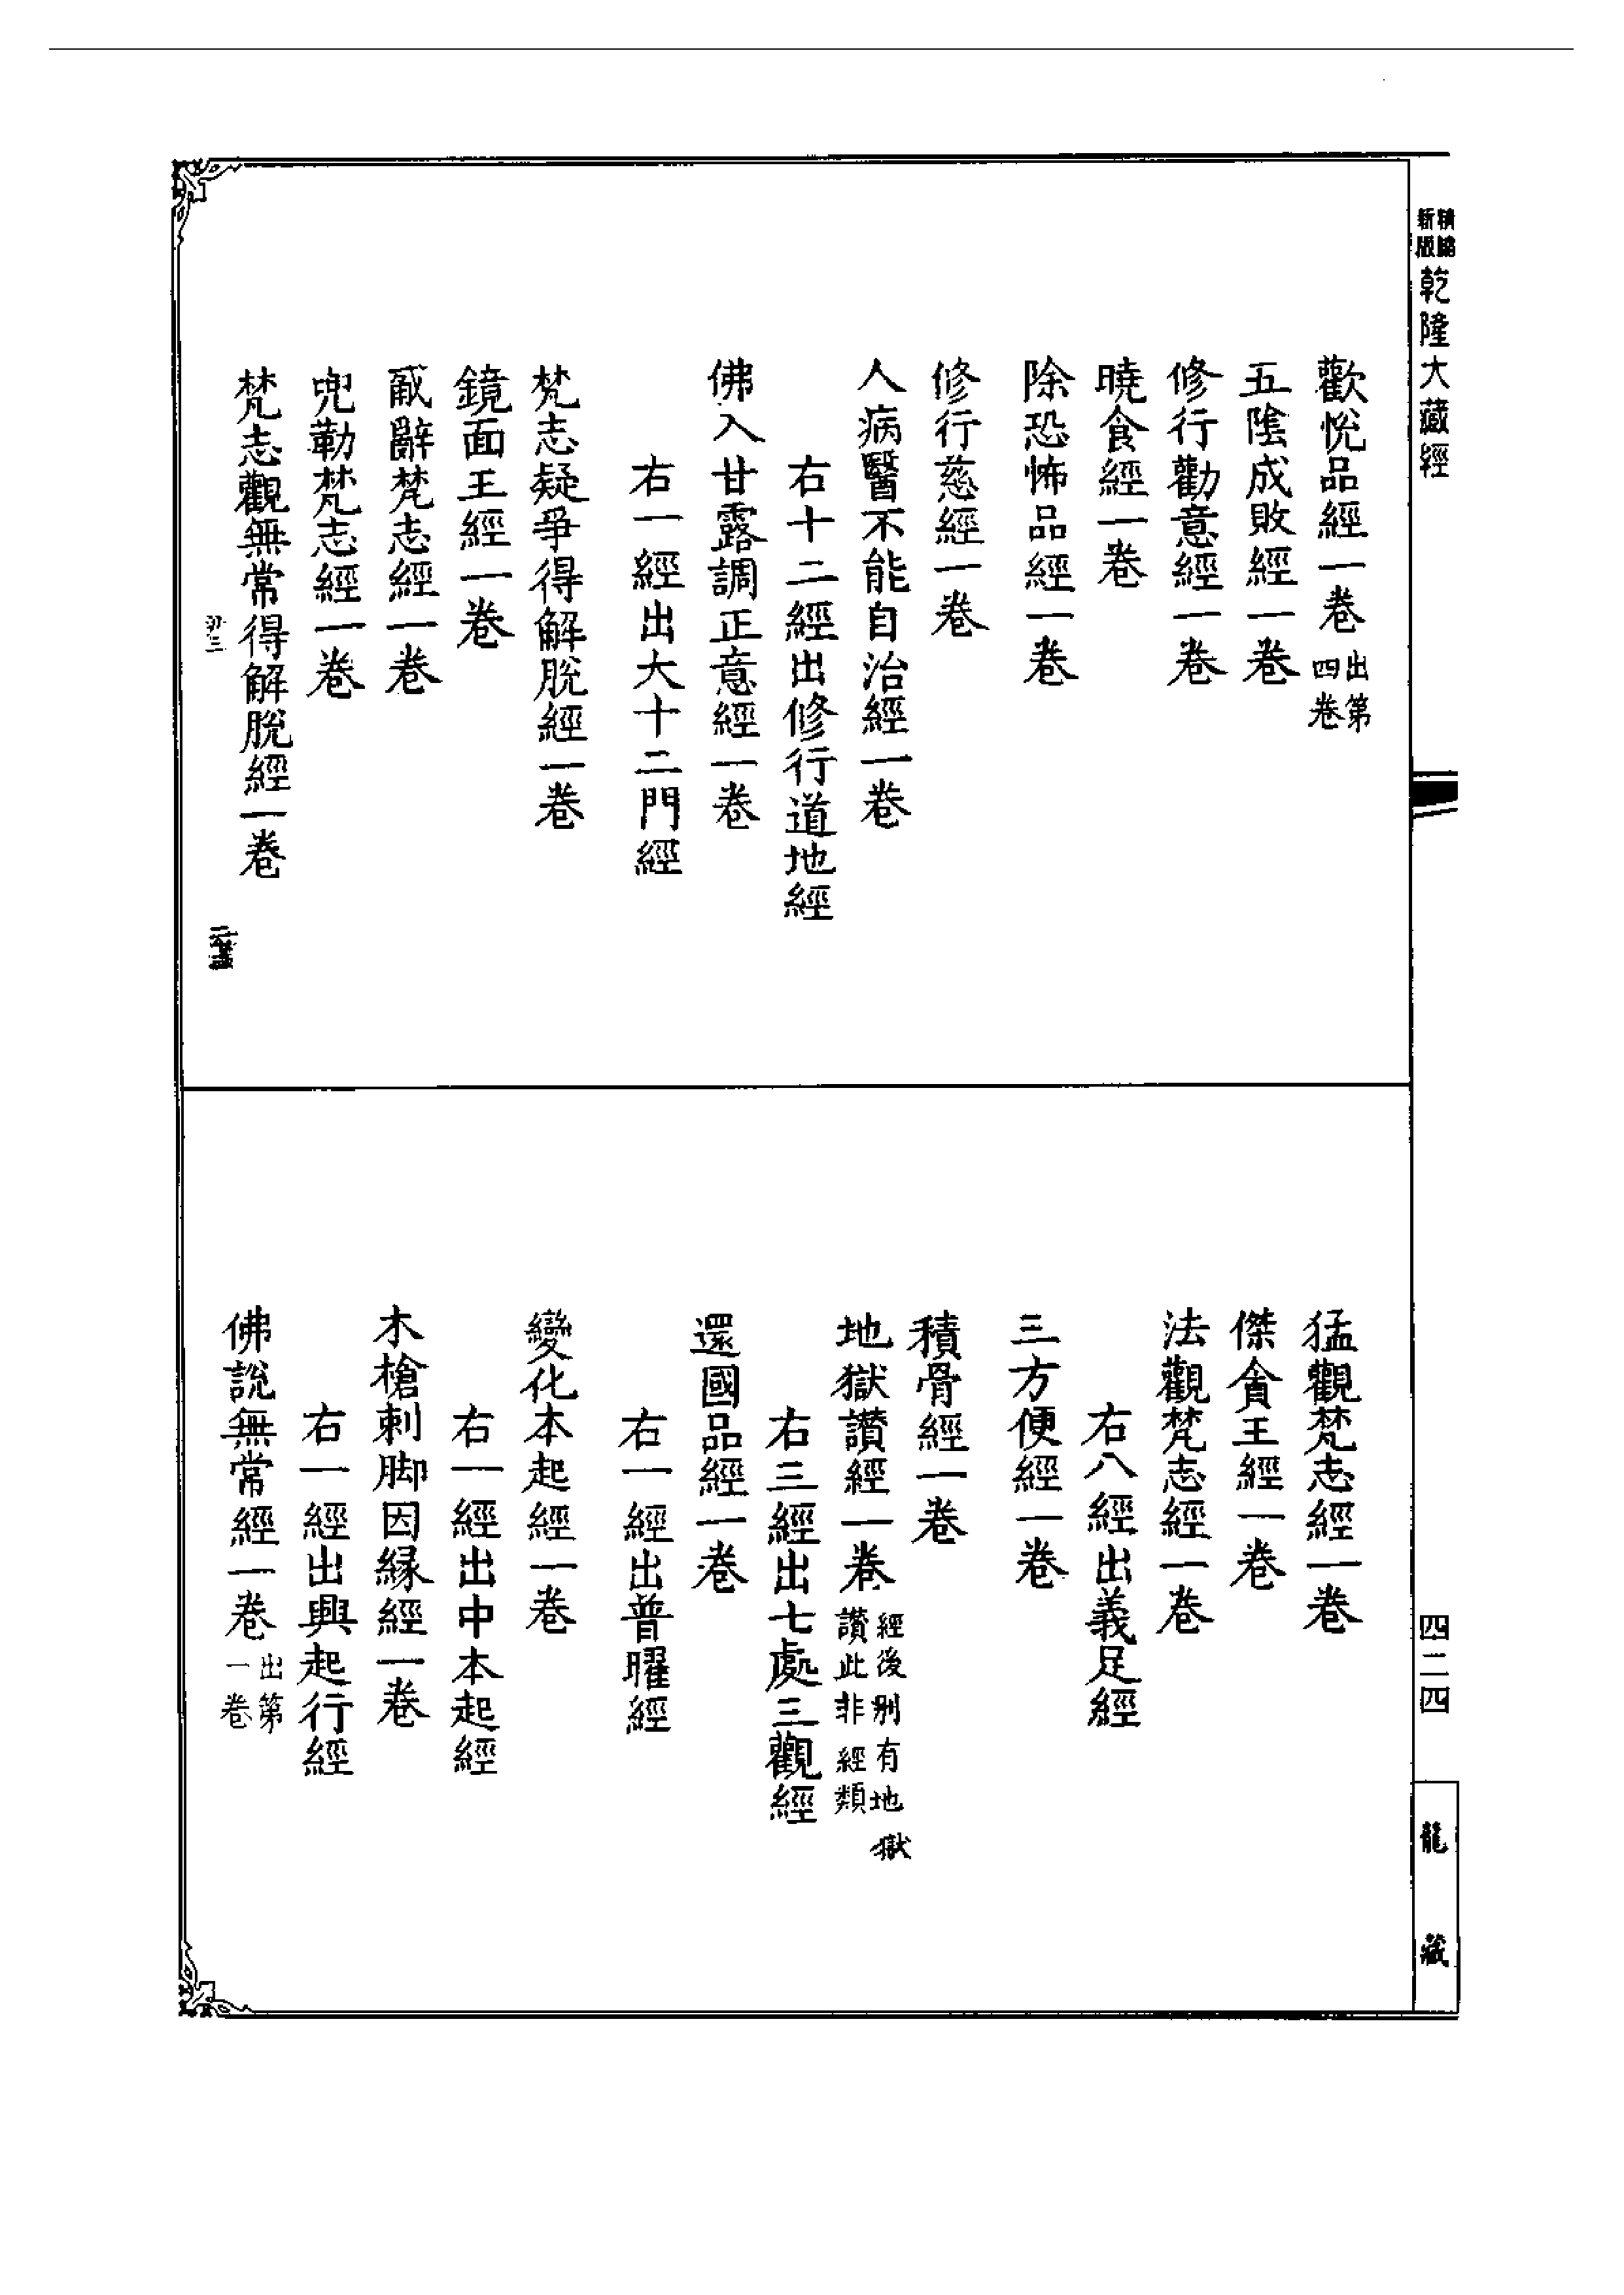 精編
新版
乾隆大藏經
歡悅品經一卷 出第四卷
五陰成敗經一卷
修行勸意經一卷
曉食經一卷
除恐怖品經一卷
修行慈經一卷
人病醫不能自治經一卷
右十二經出修行道地經
佛入甘露調正意經一卷
右一經出大十二門經
梵志疑爭得解脫經一卷
鏡面王經一卷
貮辭梵志經一卷
兜勒梵志經一卷
梵志觀無常得解脫經一卷
猛觀梵志經一卷
傑貪王經一卷
法觀梵志經一卷
右八經出義足經
三方便經一卷
積骨經一卷
地獄讚經一卷 經後別有地獄讚此非經類
右三經出七處三觀經
還國品經一卷
右一經出普曜經
變化本起經一卷
右一經出中本起經
木槍刺脚因縁經一卷
右一經出興起行經
佛說無常經一卷 出第一卷
四二四
龍藏